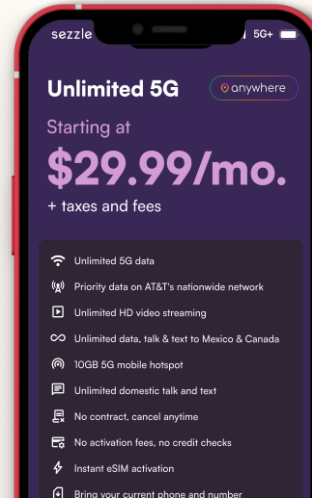 sezzle 5G+
Unlimited 5G anywhere
Starting at
$29.99/mo.
+ taxes and fees
Unlimited 5G data
Priority data on AT&T's nationwide network
Unlimited HD video streaming
Unlimited data, talk & text to Mexico & Canada
10GB 5G mobile hotspot
Unlimited domestic talk and text
No contract, cancel anytime
No activation fees, no credit checks
Instant eSIM activation
Bring your current phone and number